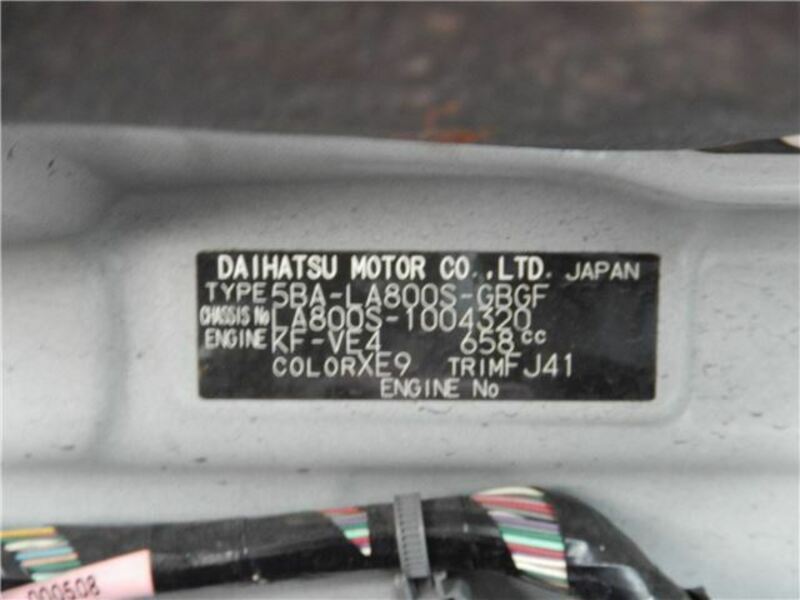 DAIHATSU MOTOR CO.,LTD. JAPAN
TYPE 5BA-LA800S-GBGF
CHASSIS No LA800S-1004320
ENGINE KF-VE4 658cc
COLOR XE9 TRIM FJ41
ENGINE No
000508